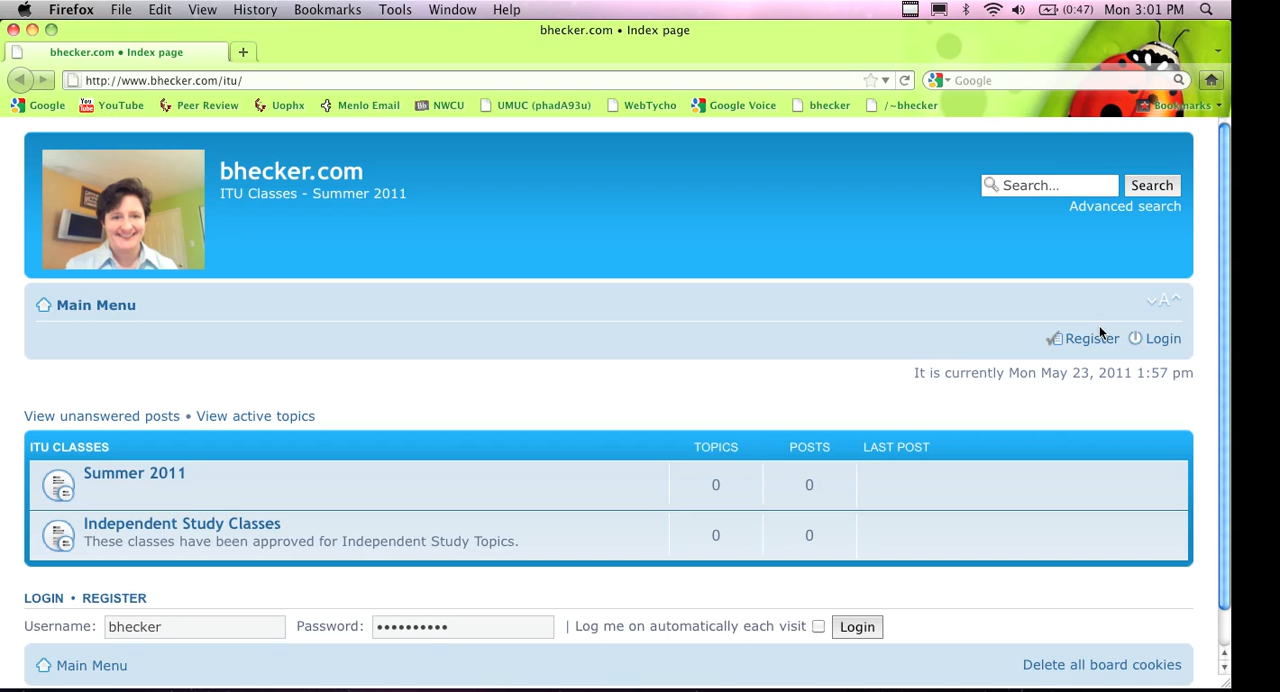 Firefox File Edit View History Bookmarks Tools Window Help (0:47) Mon 3:01 PM
bhecker.com • Index page
bhecker.com • Index page +
http://www.bhecker.com/itu/ Google
Google YouTube Peer Review Uophx Menlo Email NWCU UMUC (phadA93u) WebTycho Google Voice bhecker /~bhecker Bookmarks
bhecker.com
ITU Classes - Summer 2011
Search... Search
Advanced search
Main Menu
A
Register Login
It is currently Mon May 23, 2011 1:57 pm
View unanswered posts • View active topics
ITU CLASSES TOPICS POSTS LAST POST
Summer 2011 0 0
Independent Study Classes
These classes have been approved for Independent Study Topics. 0 0
LOGIN • REGISTER
Username: bhecker Password: •••••••••• | Log me on automatically each visit Login
Main Menu Delete all board cookies